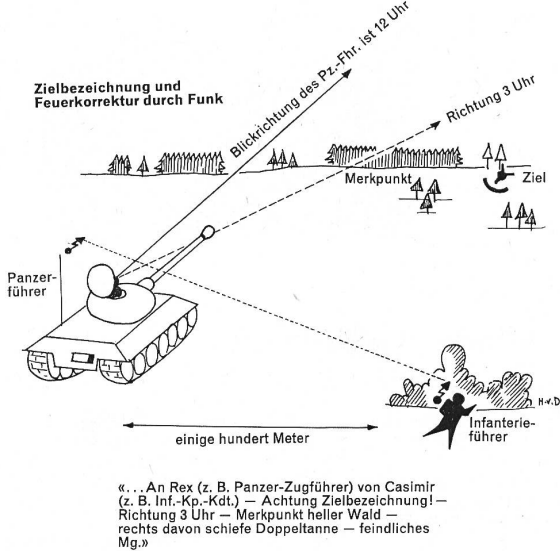 Zielbezeichnung und
Feuerkorrektur durch Funk
Blickrichtung des Pz.-Fhr. ist 12 Uhr
Richtung 3 Uhr
Merkpunkt
Ziel
Panzer-
führer
H.v.D.
Infanterie-
führer
einige hundert Meter
«...An Rex (z. B. Panzer-Zugführer) von Casimir
(z. B. Inf.-Kp.-Kdt.) — Achtung Zielbezeichnung! —
Richtung 3 Uhr — Merkpunkt heller Wald —
rechts davon schiefe Doppeltanne — feindliches
Mg.»